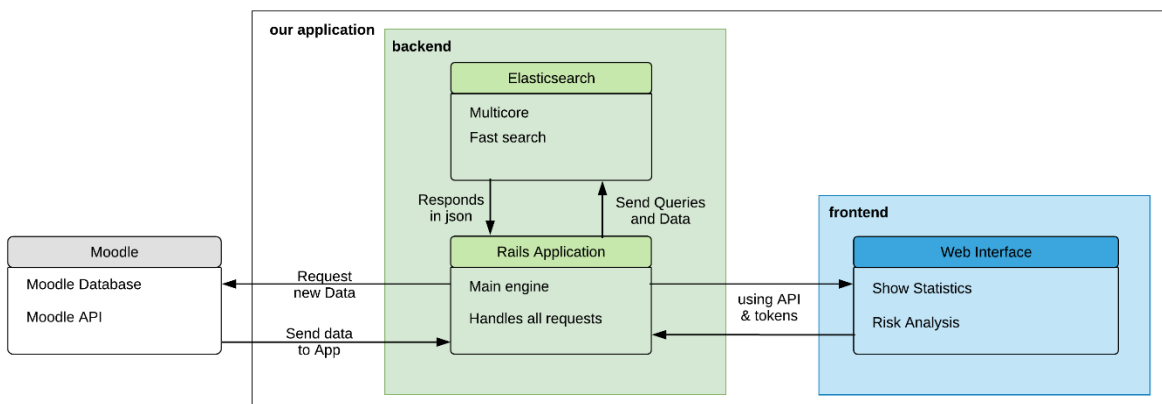 our application
backend
Elasticsearch
Multicore
Fast search
Responds
in json
Send Queries
and Data
frontend
Moodle
Moodle Database
Moodle API
Request
new Data
Send data
to App
Rails Application
Main engine
Handles all requests
using API
& tokens
Web Interface
Show Statistics
Risk Analysis